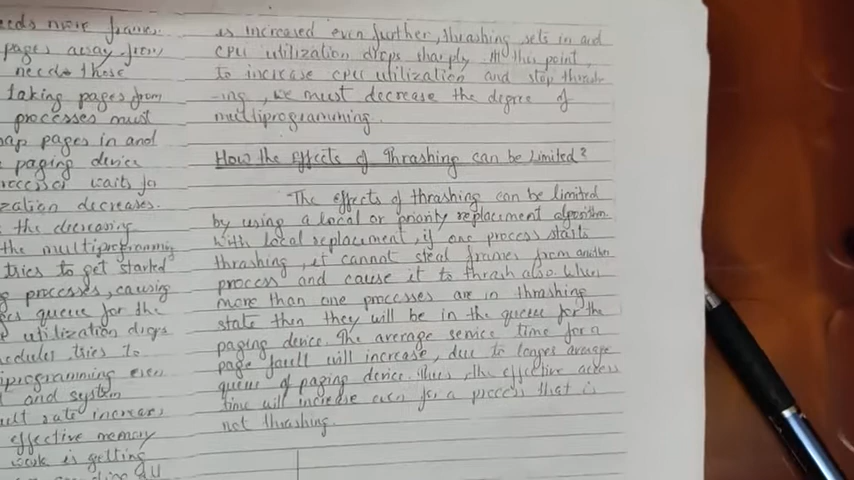 eeds more frames.
pages away from
needs those
taking pages from
processes must
ap pages in and
paging device
rocessor waits for
zation decreases.
the decreasing
the multiprogramming
tries to get started
processes, causing
queue for the
utilization drops
scheduler tries to
iprogramming even
and system
ult rate increases
effective memory
work is getting
is increased even further, thrashing sets in and
cpu utilization drops sharply. At this point,
to increase cpu utilization and stop thrash
-ing, we must decrease the degree of
multiprogramming.
How the effects of Thrashing can be Limited?
The effects of thrashing can be limited
by using a local or priority replacement algorithm.
With local replacement, if one process starts
thrashing, it cannot steal frames from another
process and cause it to thrash also. When
more than one processes are in thrashing
state then they will be in the queue for the
paging device. The average service time for a
page fault will increase, due to longer average
queue of paging device. Thus, the effective access
time will increase even for a process that is
not thrashing.